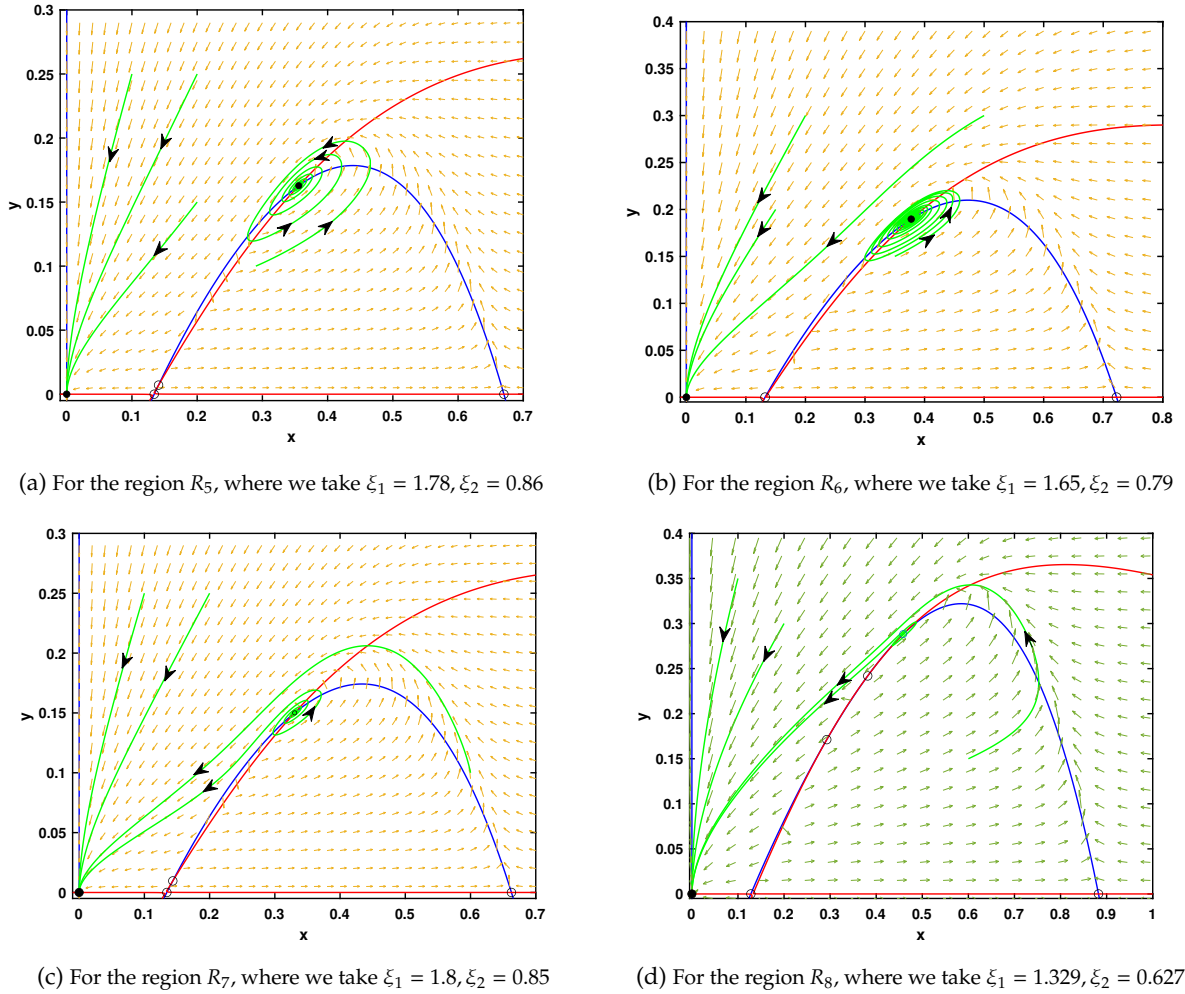 0.3
0.25
0.2
0.15
0.1
0.05
0
y
0 0.1 0.2 0.3 0.4 0.5 0.6 0.7
x
(a) For the region R₅, where we take ξ₁ = 1.78, ξ₂ = 0.86
0.4
0.35
0.3
0.25
0.2
0.15
0.1
0.05
0
y
0 0.1 0.2 0.3 0.4 0.5 0.6 0.7 0.8
x
(b) For the region R₆, where we take ξ₁ = 1.65, ξ₂ = 0.79
0.3
0.25
0.2
0.15
0.1
0.05
0
y
0 0.1 0.2 0.3 0.4 0.5 0.6 0.7
x
(c) For the region R₇, where we take ξ₁ = 1.8, ξ₂ = 0.85
0.4
0.35
0.3
0.25
0.2
0.15
0.1
0.05
0
y
0 0.1 0.2 0.3 0.4 0.5 0.6 0.7 0.8 0.9 1
x
(d) For the region R₈, where we take ξ₁ = 1.329, ξ₂ = 0.627